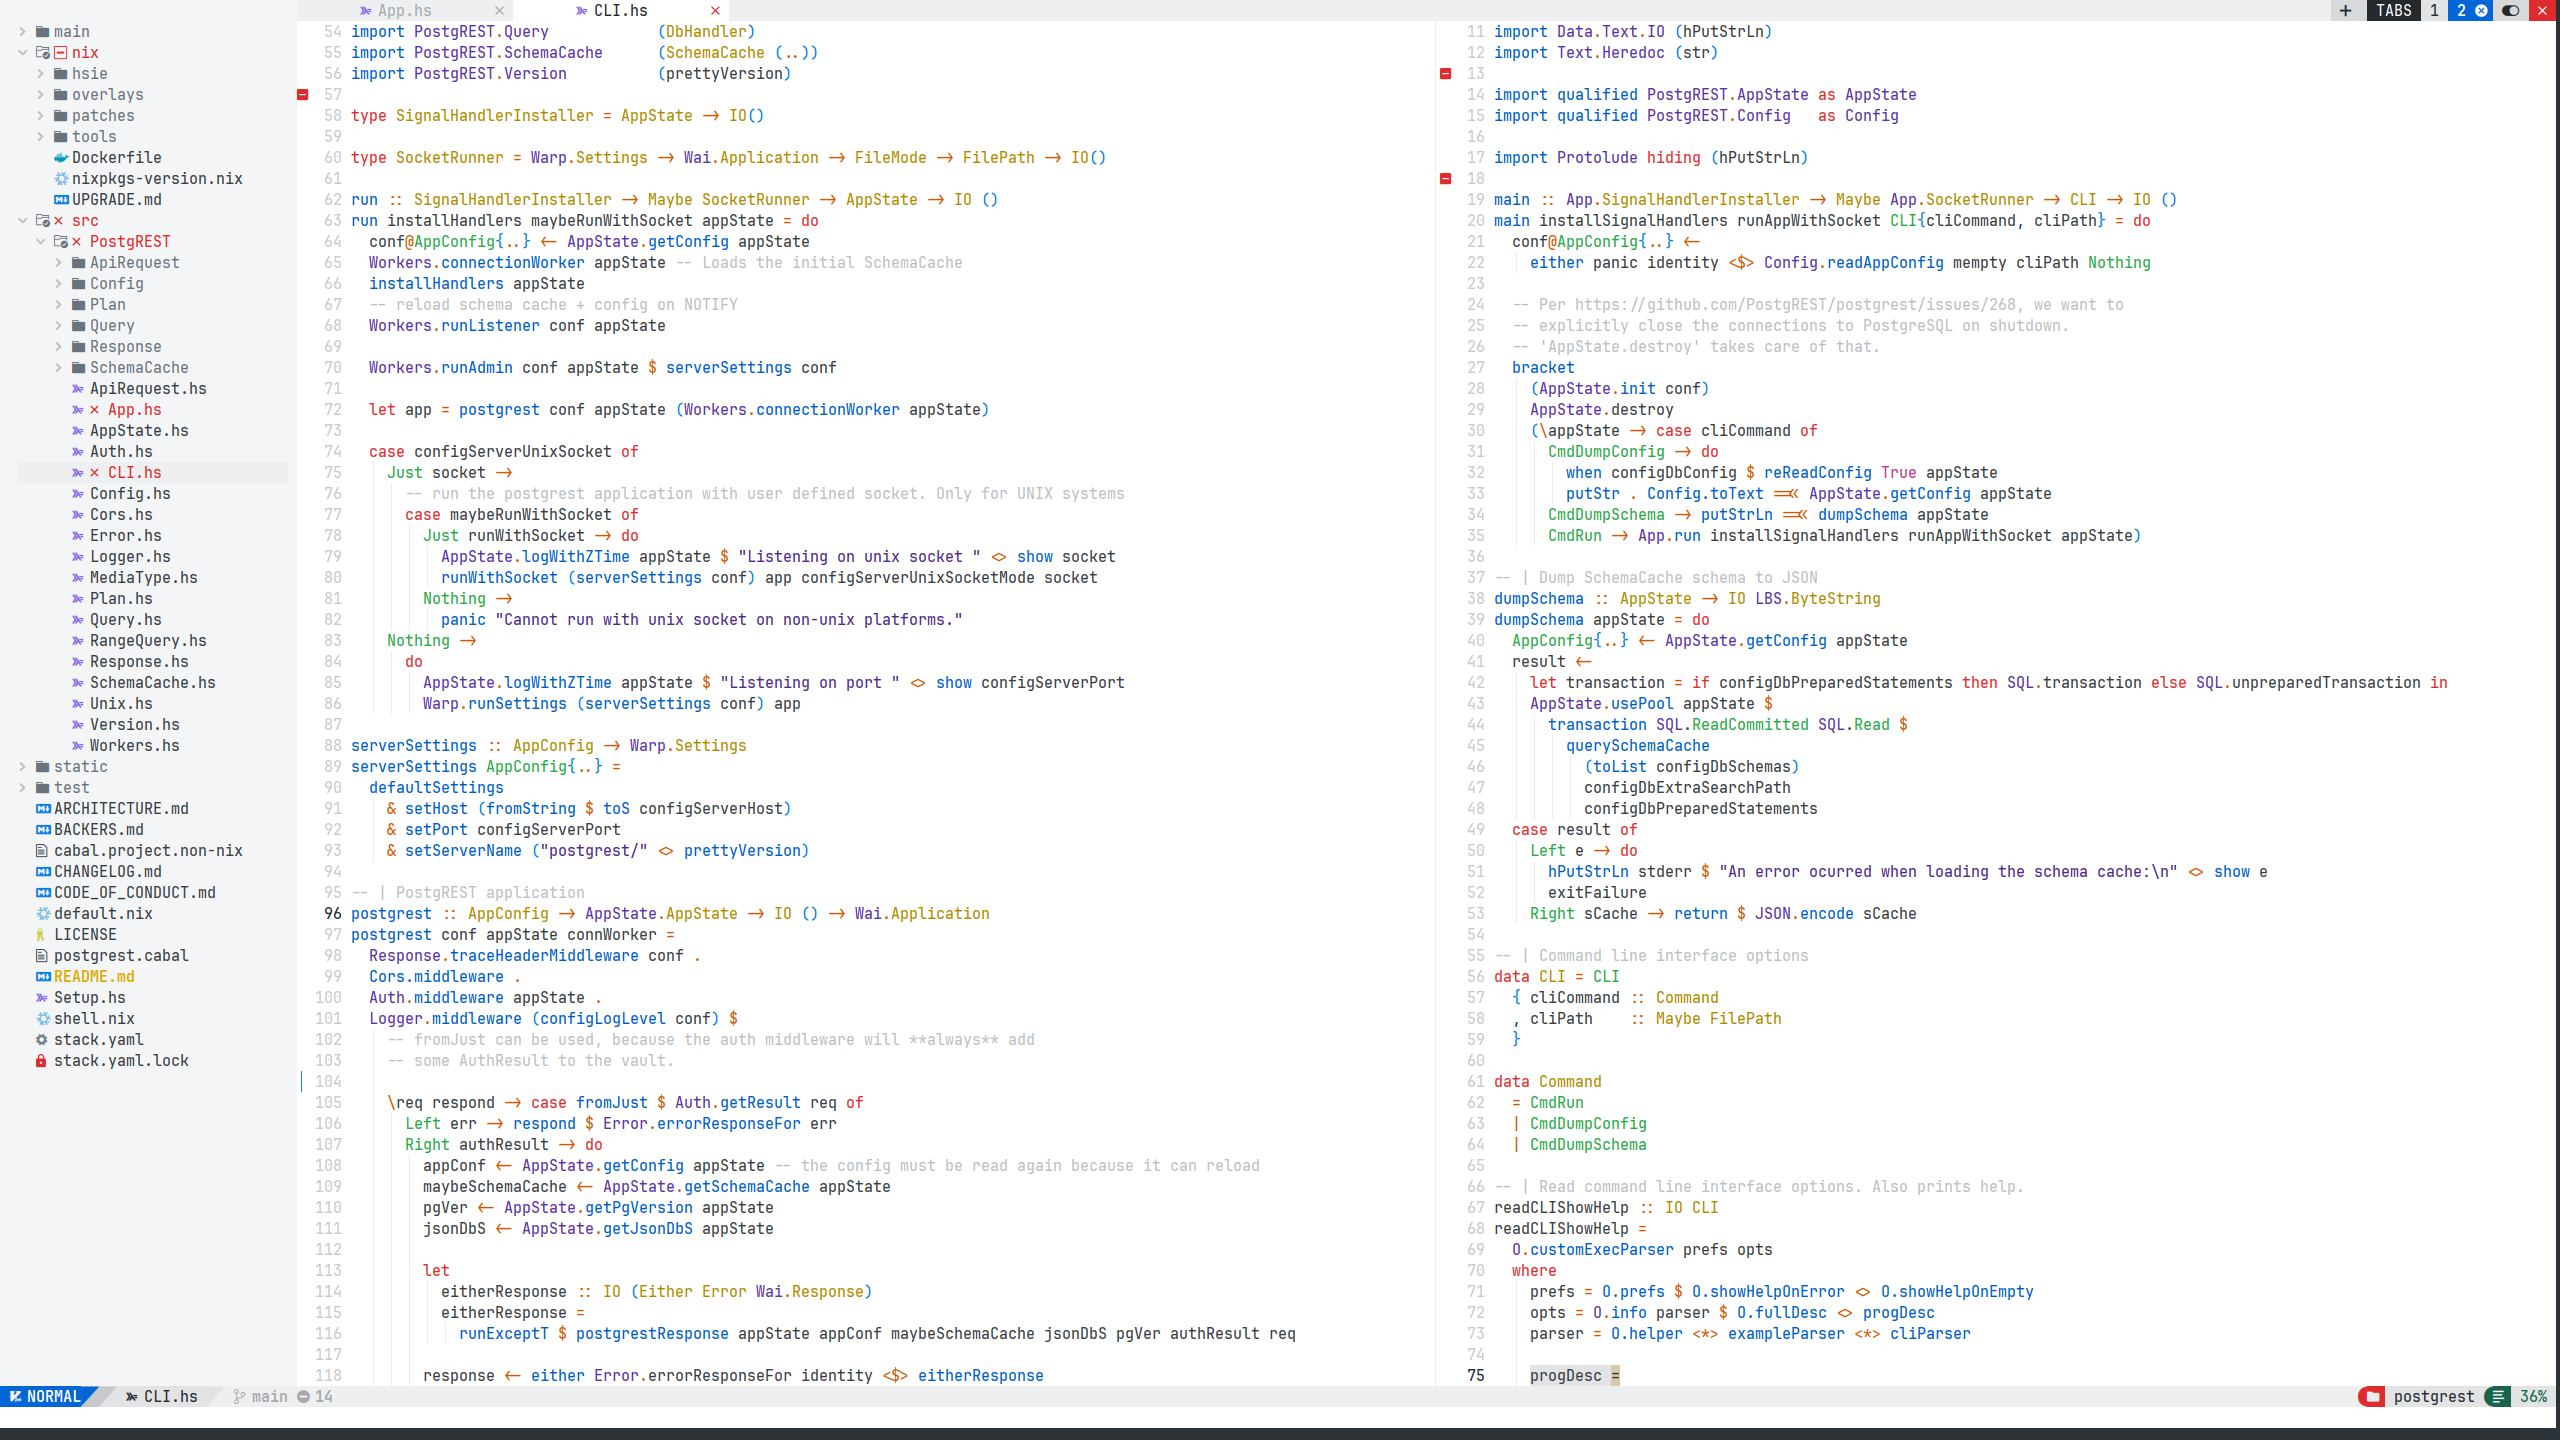 App.hs
CLI.hs
TABS 1 2
main
nix
hsie
overlays
patches
tools
Dockerfile
nixpkgs-version.nix
UPGRADE.md
src
PostgREST
ApiRequest
Config
Plan
Query
Response
SchemaCache
ApiRequest.hs
App.hs
AppState.hs
Auth.hs
CLI.hs
Config.hs
Cors.hs
Error.hs
Logger.hs
MediaType.hs
Plan.hs
Query.hs
RangeQuery.hs
Response.hs
SchemaCache.hs
Unix.hs
Version.hs
Workers.hs
static
test
ARCHITECTURE.md
BACKERS.md
cabal.project.non-nix
CHANGELOG.md
CODE_OF_CONDUCT.md
default.nix
LICENSE
postgrest.cabal
README.md
Setup.hs
shell.nix
stack.yaml
stack.yaml.lock
54 import PostgREST.Query            (DbHandler)
55 import PostgREST.SchemaCache      (SchemaCache (..))
56 import PostgREST.Version          (prettyVersion)
57
58 type SignalHandlerInstaller = AppState -> IO()
59
60 type SocketRunner = Warp.Settings -> Wai.Application -> FileMode -> FilePath -> IO()
61
62 run :: SignalHandlerInstaller -> Maybe SocketRunner -> AppState -> IO ()
63 run installHandlers maybeRunWithSocket appState = do
64   conf@AppConfig{..} <- AppState.getConfig appState
65   Workers.connectionWorker appState -- Loads the initial SchemaCache
66   installHandlers appState
67   -- reload schema cache + config on NOTIFY
68   Workers.runListener conf appState
69
70   Workers.runAdmin conf appState $ serverSettings conf
71
72   let app = postgrest conf appState (Workers.connectionWorker appState)
73
74   case configServerUnixSocket of
75     Just socket ->
76       -- run the postgrest application with user defined socket. Only for UNIX systems
77       case maybeRunWithSocket of
78         Just runWithSocket -> do
79           AppState.logWithZTime appState $ "Listening on unix socket " <> show socket
80           runWithSocket (serverSettings conf) app configServerUnixSocketMode socket
81         Nothing ->
82           panic "Cannot run with unix socket on non-unix platforms."
83     Nothing ->
84       do
85         AppState.logWithZTime appState $ "Listening on port " <> show configServerPort
86         Warp.runSettings (serverSettings conf) app
87
88 serverSettings :: AppConfig -> Warp.Settings
89 serverSettings AppConfig{..} =
90   defaultSettings
91     & setHost (fromString $ toS configServerHost)
92     & setPort configServerPort
93     & setServerName ("postgrest/" <> prettyVersion)
94
95 -- | PostgREST application
96 postgrest :: AppConfig -> AppState.AppState -> IO () -> Wai.Application
97 postgrest conf appState connWorker =
98   Response.traceHeaderMiddleware conf .
99   Cors.middleware .
100   Auth.middleware appState .
101   Logger.middleware (configLogLevel conf) $
102     -- fromJust can be used, because the auth middleware will **always** add
103     -- some AuthResult to the vault.
104
105     \req respond -> case fromJust $ Auth.getResult req of
106       Left err -> respond $ Error.errorResponseFor err
107       Right authResult -> do
108         appConf <- AppState.getConfig appState -- the config must be read again because it can reload
109         maybeSchemaCache <- AppState.getSchemaCache appState
110         pgVer <- AppState.getPgVersion appState
111         jsonDbS <- AppState.getJsonDbS appState
112
113         let
114           eitherResponse :: IO (Either Error Wai.Response)
115           eitherResponse =
116             runExceptT $ postgrestResponse appState appConf maybeSchemaCache jsonDbS pgVer authResult req
117
118         response <- either Error.errorResponseFor identity <$> eitherResponse
11 import Data.Text.IO (hPutStrLn)
12 import Text.Heredoc (str)
13
14 import qualified PostgREST.AppState as AppState
15 import qualified PostgREST.Config   as Config
16
17 import Protolude hiding (hPutStrLn)
18
19 main :: App.SignalHandlerInstaller -> Maybe App.SocketRunner -> CLI -> IO ()
20 main installSignalHandlers runAppWithSocket CLI{cliCommand, cliPath} = do
21   conf@AppConfig{..} <-
22     either panic identity <$> Config.readAppConfig mempty cliPath Nothing
23
24   -- Per https://github.com/PostgREST/postgrest/issues/268, we want to
25   -- explicitly close the connections to PostgreSQL on shutdown.
26   -- 'AppState.destroy' takes care of that.
27   bracket
28     (AppState.init conf)
29     AppState.destroy
30     (\appState -> case cliCommand of
31       CmdDumpConfig -> do
32         when configDbConfig $ reReadConfig True appState
33         putStr . Config.toText =<< AppState.getConfig appState
34       CmdDumpSchema -> putStrLn =<< dumpSchema appState
35       CmdRun -> App.run installSignalHandlers runAppWithSocket appState)
36
37 -- | Dump SchemaCache schema to JSON
38 dumpSchema :: AppState -> IO LBS.ByteString
39 dumpSchema appState = do
40   AppConfig{..} <- AppState.getConfig appState
41   result <-
42     let transaction = if configDbPreparedStatements then SQL.transaction else SQL.unpreparedTransaction in
43     AppState.usePool appState $
44       transaction SQL.ReadCommitted SQL.Read $
45         querySchemaCache
46           (toList configDbSchemas)
47           configDbExtraSearchPath
48           configDbPreparedStatements
49   case result of
50     Left e -> do
51       hPutStrLn stderr $ "An error ocurred when loading the schema cache:\n" <> show e
52       exitFailure
53     Right sCache -> return $ JSON.encode sCache
54
55 -- | Command line interface options
56 data CLI = CLI
57   { cliCommand :: Command
58   , cliPath    :: Maybe FilePath
59   }
60
61 data Command
62   = CmdRun
63   | CmdDumpConfig
64   | CmdDumpSchema
65
66 -- | Read command line interface options. Also prints help.
67 readCLIShowHelp :: IO CLI
68 readCLIShowHelp =
69   O.customExecParser prefs opts
70   where
71     prefs = O.prefs $ O.showHelpOnError <> O.showHelpOnEmpty
72     opts = O.info parser $ O.fullDesc <> progDesc
73     parser = O.helper <*> exampleParser <*> cliParser
74
75     progDesc =
NORMAL CLI.hs main 14 postgrest 36%